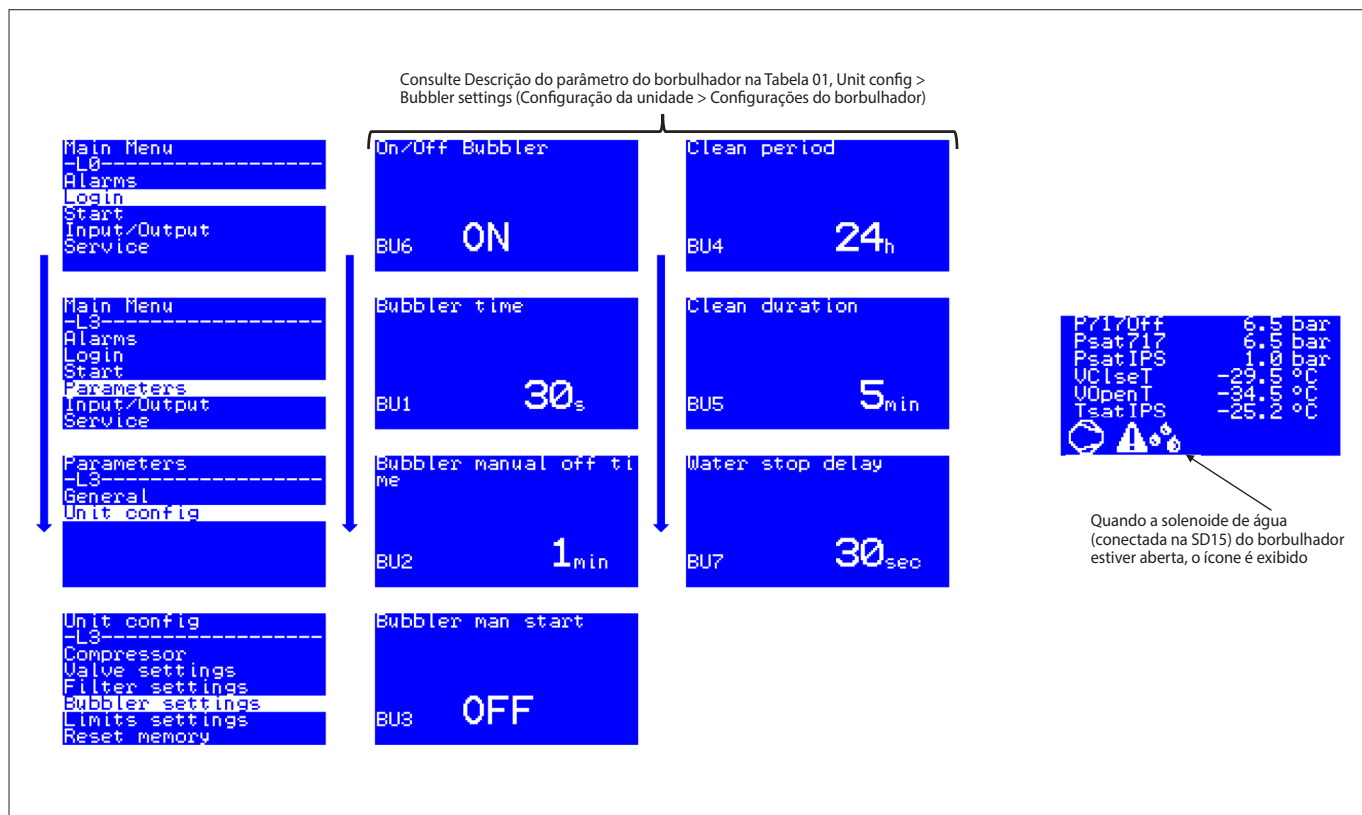 Consulte Descrição do parâmetro do borbulhador na Tabela 01, Unit config >
Bubbler settings (Configuração da unidade > Configurações do borbulhador)
Main Menu
-L0-------------------
Alarms
Login
Start
Input/Output
Service
Main Menu
-L3-------------------
Alarms
Login
Start
Parameters
Input/Output
Service
Parameters
-L3-------------------
General
Unit config
Unit config
-L3-------------------
Compressor
Valve settings
Filter settings
Bubbler settings
Limits settings
Reset memory
On/Off Bubbler
BU6 ON
Bubbler time
BU1 30s
Bubbler manual off ti
me
BU2 1min
Bubbler man start
BU3 OFF
Clean period
BU4 24h
Clean duration
BU5 5min
Water stop delay
BU7 30sec
P717Off 6.5 bar
Psat717 6.5 bar
PsatIPS 1.0 bar
VClseT -29.5 °C
VOpenT -34.5 °C
TsatIPS -25.2 °C
Quando a solenoide de água
(conectada na SD15) do borbulhador
estiver aberta, o ícone é exibido